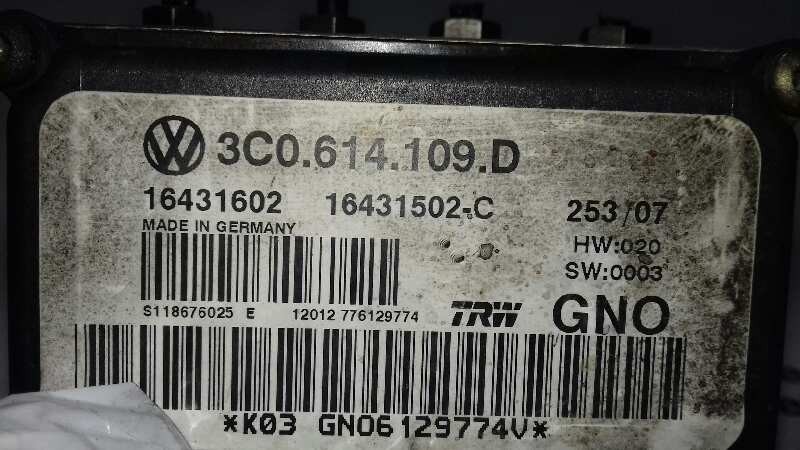 3C0.614.109.D
16431602 16431502-C 253/07
MADE IN GERMANY HW:020
SW:0003
S118676025 E 12012 776129774 TRW GNO
*K03 GNO6129774V*